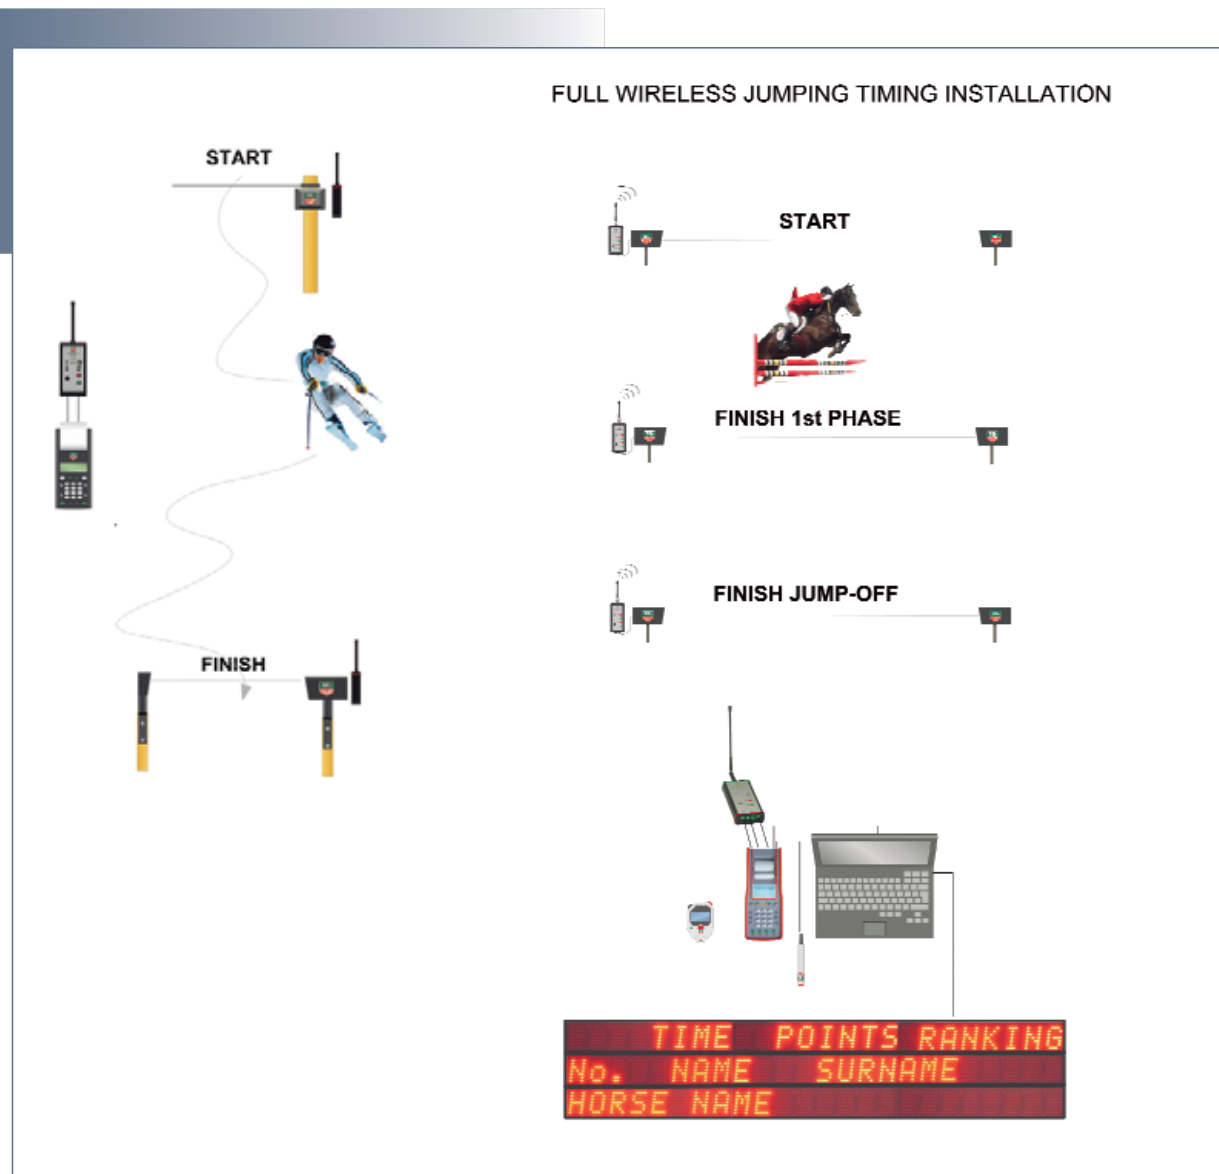 FULL WIRELESS JUMPING TIMING INSTALLATION
START
FINISH
START
FINISH 1st PHASE
FINISH JUMP-OFF
TIME POINTS RANKING
No. NAME SURNAME
HORSE NAME